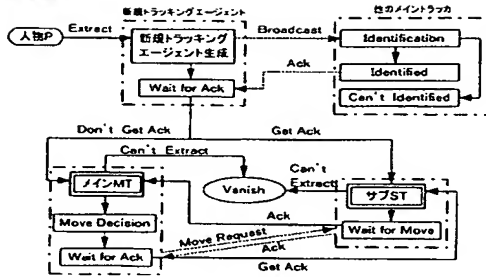 新規トラッキングエージェント
他のメイントラッカ
人物P
Extract
新規トラッキング
エージェント生成
Broadcast
Identification
Ack
Identified
Wait for Ack
Can't Identified
Don't Get Ack
Get Ack
Can't Extract
Can't
Extract
メインMT
Vanish
サブST
Ack
Move Decision
Wait for Move
Move Request
Ack
Wait for Ack
Get Ack